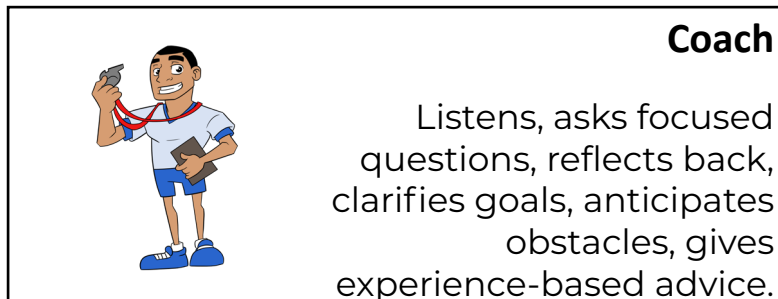 Coach
Listens, asks focused
questions, reflects back,
clarifies goals, anticipates
obstacles, gives
experience-based advice.